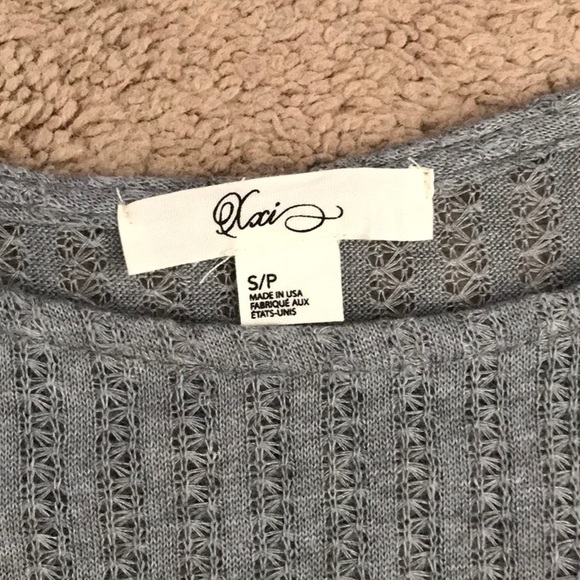 Xxi
S/P
MADE IN USA
FABRIQUÉ AUX
ÉTATS-UNIS